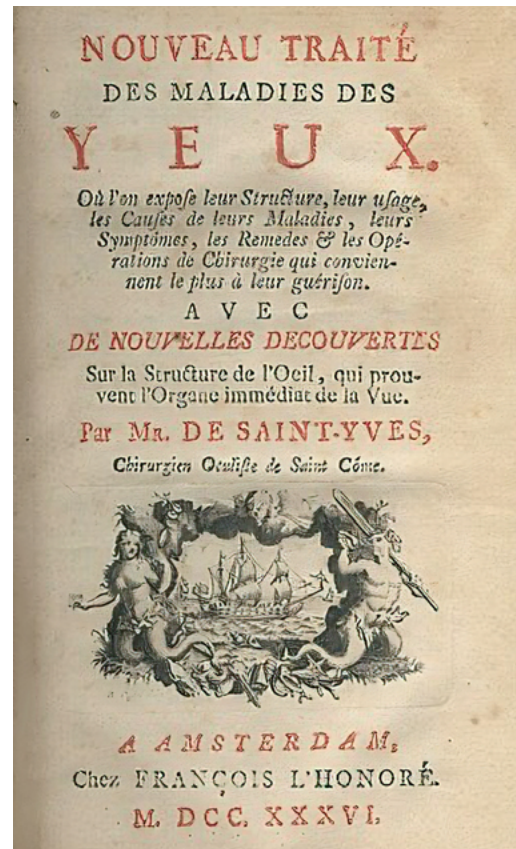 NOUVEAU TRAITÉ
DES MALADIES DES
YEUX.
Où l'on expoſe leur Structure, leur uſage,
les Cauſes de leurs Maladies, leurs
Symptômes, les Remedes & les Opé-
rations de Chirurgie qui convien-
nent le plus à leur guériſon.
AVEC
DE NOUVELLES DECOUVERTES
Sur la Structure de l'Oeil, qui prou-
vent l'Organe immédiat de la Vue.
Par MR. DE SAINT-YVES,
Chirurgien Oculiſte de Saint Côme.
A AMSTERDAM,
Chez FRANÇOIS L'HONORÉ.
M. DCC. XXXVI.